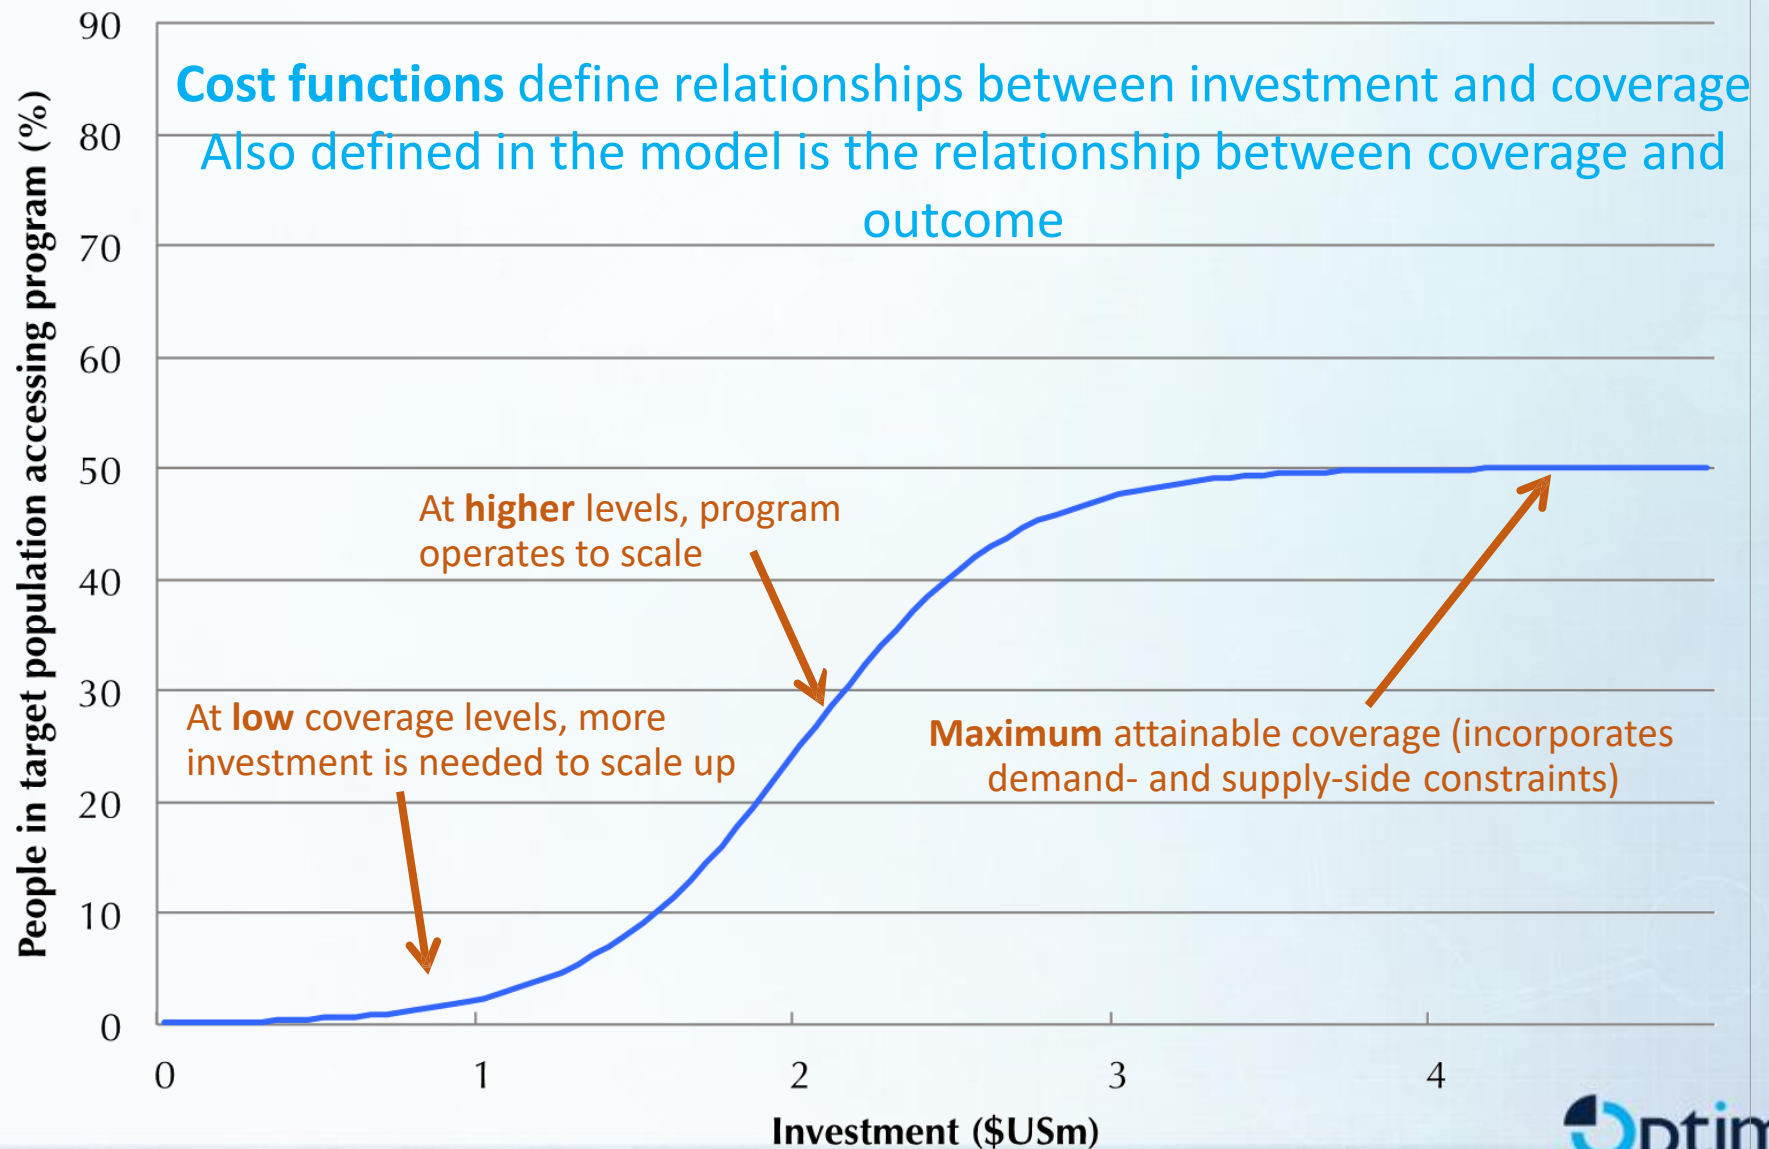 Cost functions define relationships between investment and coverage
Also defined in the model is the relationship between coverage and
outcome
People in target population accessing program (%)
90
80
70
60
50
40
30
20
10
0
At higher levels, program
operates to scale
At low coverage levels, more
investment is needed to scale up
Maximum attainable coverage (incorporates
demand- and supply-side constraints)
0
1
2
3
4
Investment ($USm)